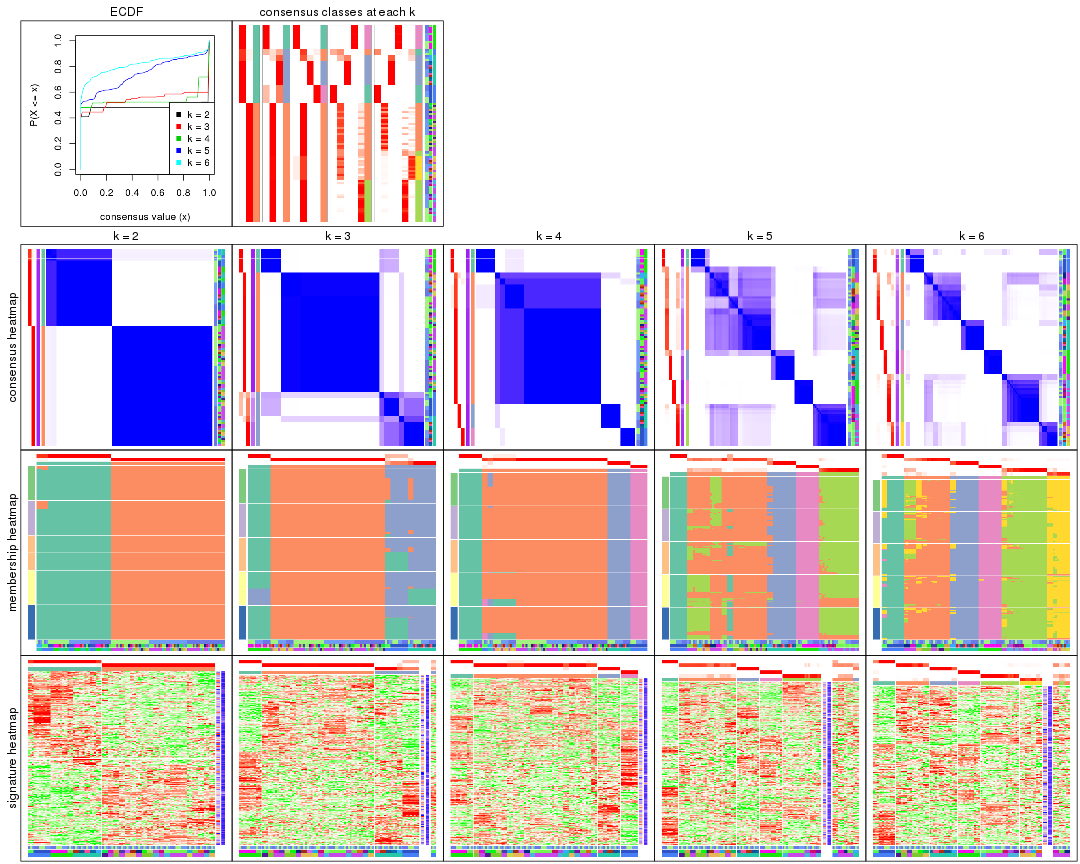 ECDF
consensus classes at each k
P(X <= x)
1.0
0.8
0.6
0.4
0.2
0.0
k = 2
k = 3
k = 4
k = 5
k = 6
0.0 0.2 0.4 0.6 0.8 1.0
consensus value (x)
k = 2 k = 3 k = 4 k = 5 k = 6
consensus heatmap
membership heatmap
signature heatmap